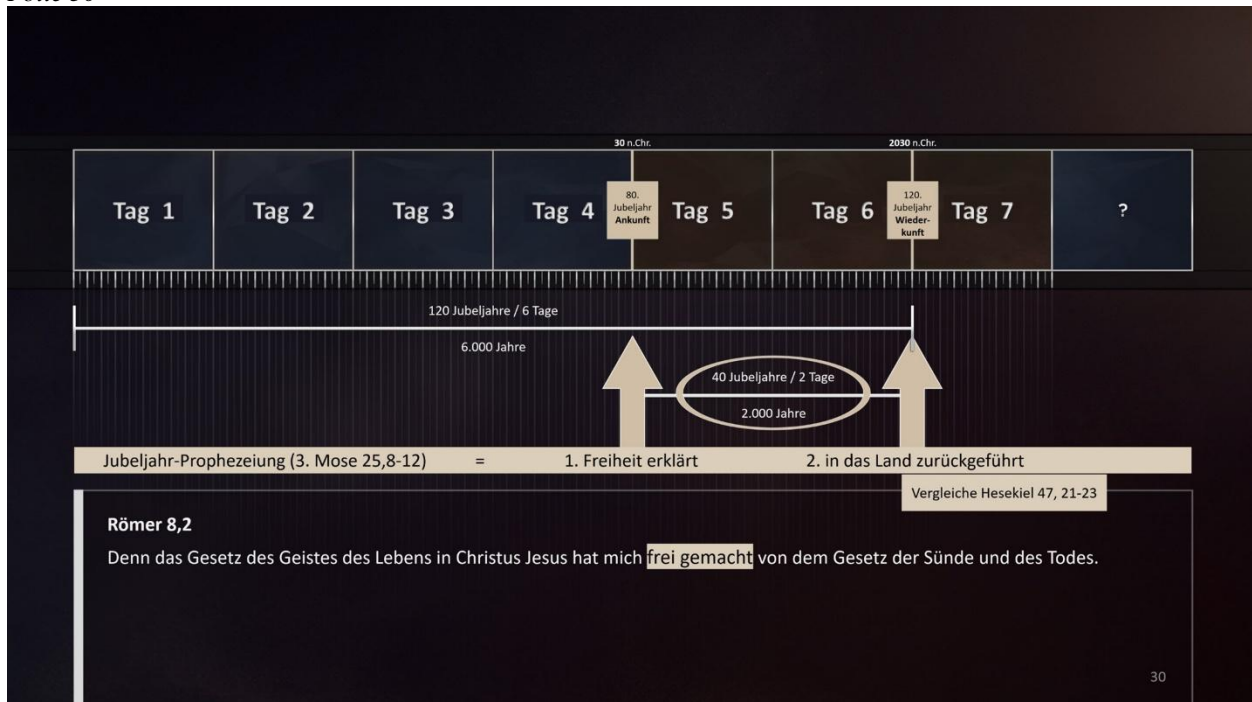 30 n.Chr.
2030 n.Chr.
Tag 1
Tag 2
Tag 3
Tag 4
80.
Jubeljahr
Ankunft
Tag 5
Tag 6
120.
Jubeljahr
Wieder-
kunft
Tag 7
?
120 Jubeljahre / 6 Tage
6.000 Jahre
40 Jubeljahre / 2 Tage
2.000 Jahre
Jubeljahr-Prophezeiung (3. Mose 25,8-12) = 1. Freiheit erklärt 2. in das Land zurückgeführt
Vergleiche Hesekiel 47, 21-23
Römer 8,2
Denn das Gesetz des Geistes des Lebens in Christus Jesus hat mich frei gemacht von dem Gesetz der Sünde und des Todes.
30